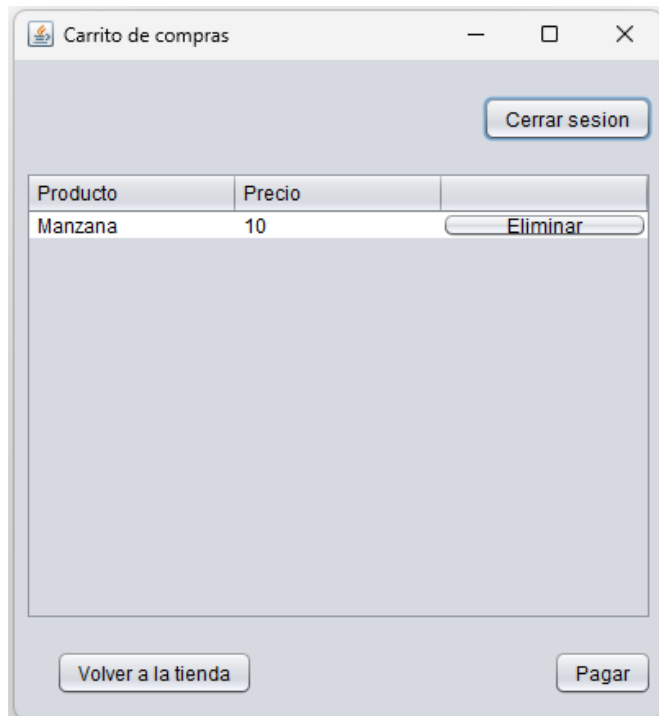 Carrito de compras
Cerrar sesion
Producto Precio
Manzana 10 Eliminar
Volver a la tienda Pagar